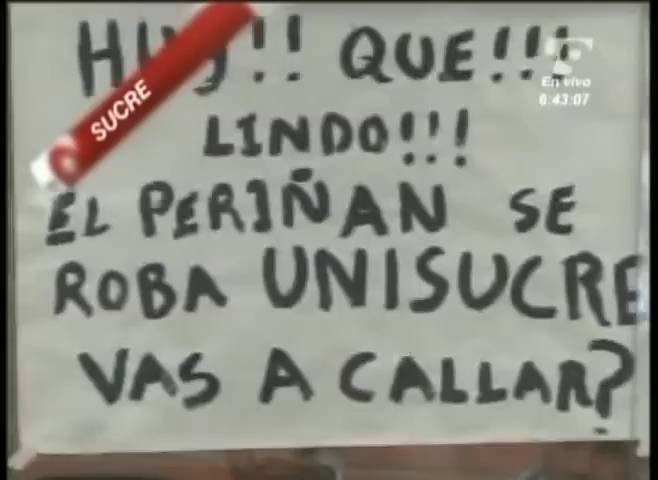 HUY!! QUE!!!
LINDO!!!
EL PERIÑAN SE
ROBA UNISUCRE
VAS A CALLAR?
SUCRE
En vivo
6:43:07